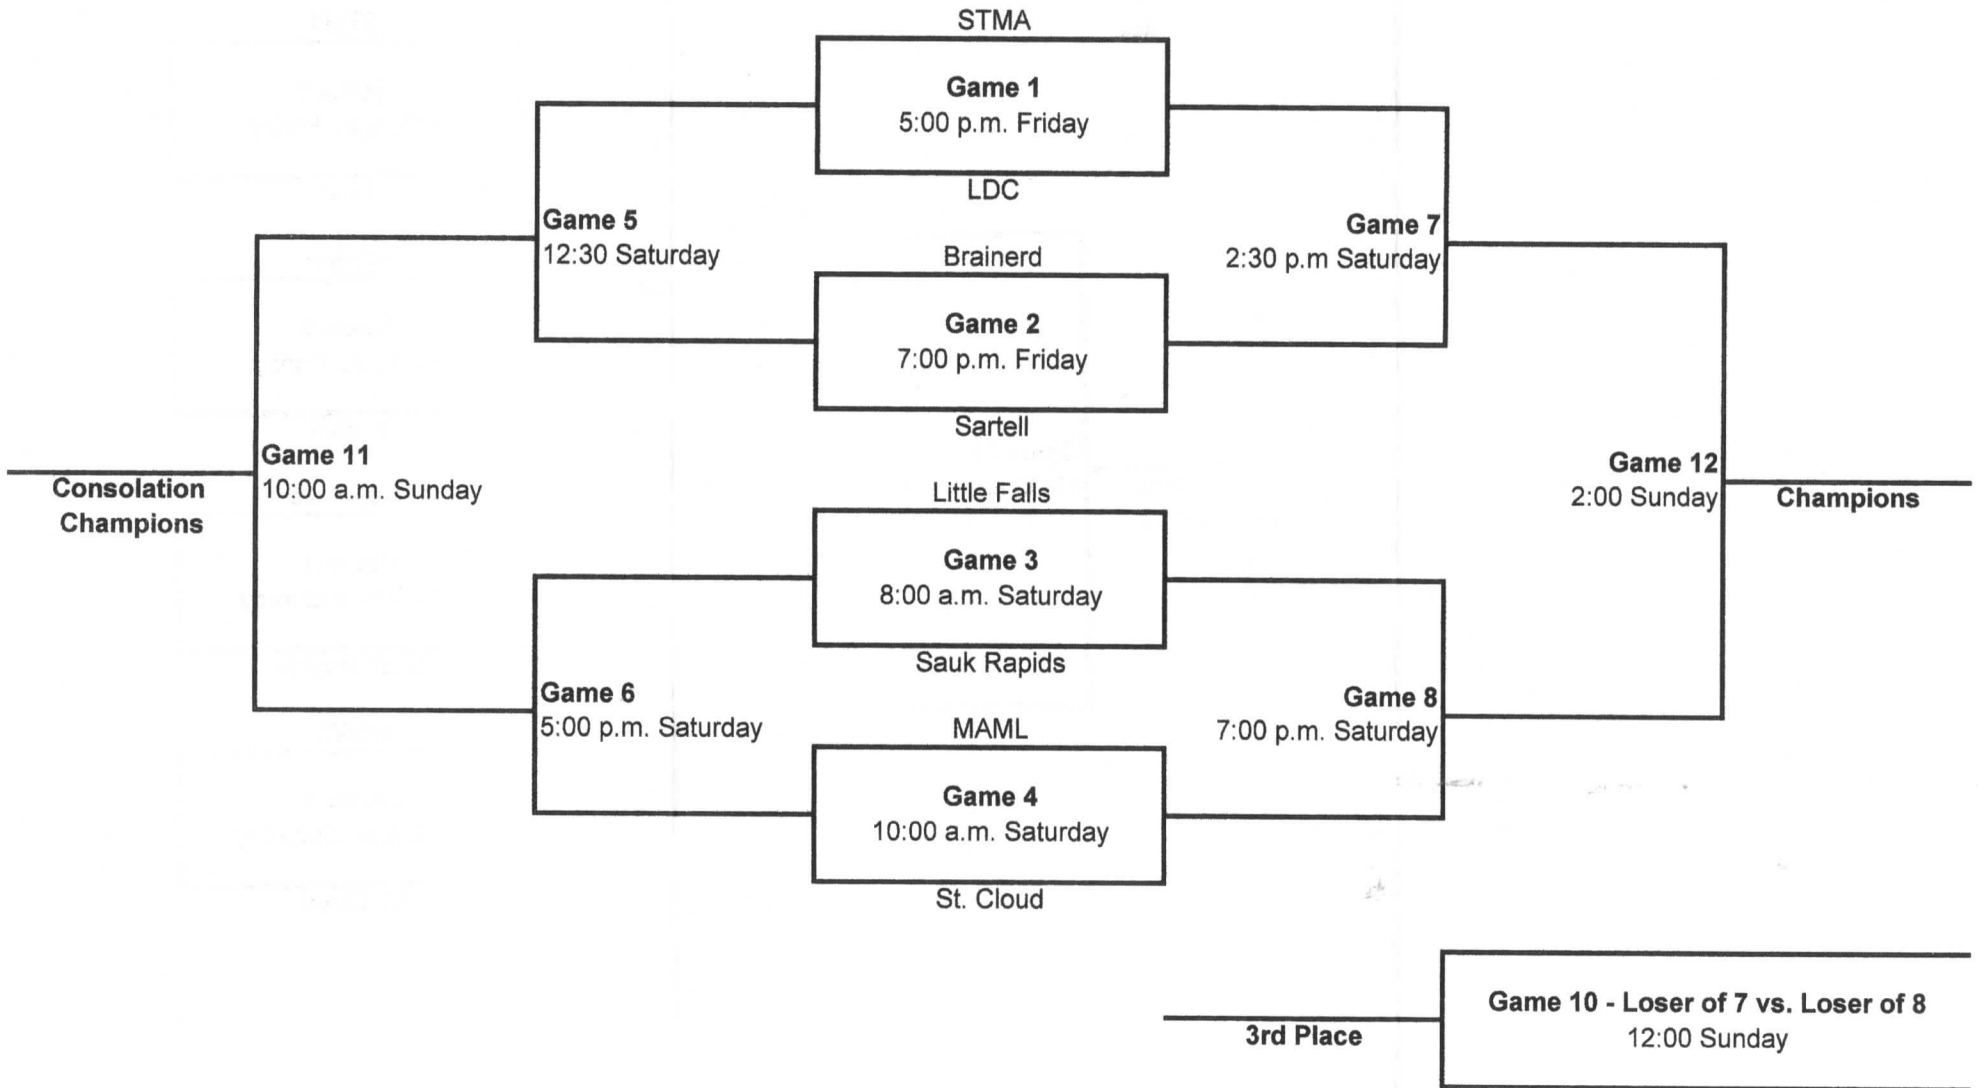 STMA
Game 1
5:00 p.m. Friday
LDC
Game 5
12:30 Saturday
Game 7
2:30 p.m Saturday
Brainerd
Game 2
7:00 p.m. Friday
Sartell
Game 11
10:00 a.m. Sunday
Consolation
Champions
Game 12
2:00 Sunday
Champions
Little Falls
Game 3
8:00 a.m. Saturday
Sauk Rapids
Game 6
5:00 p.m. Saturday
Game 8
7:00 p.m. Saturday
MAML
Game 4
10:00 a.m. Saturday
St. Cloud
Game 10 - Loser of 7 vs. Loser of 8
12:00 Sunday
3rd Place